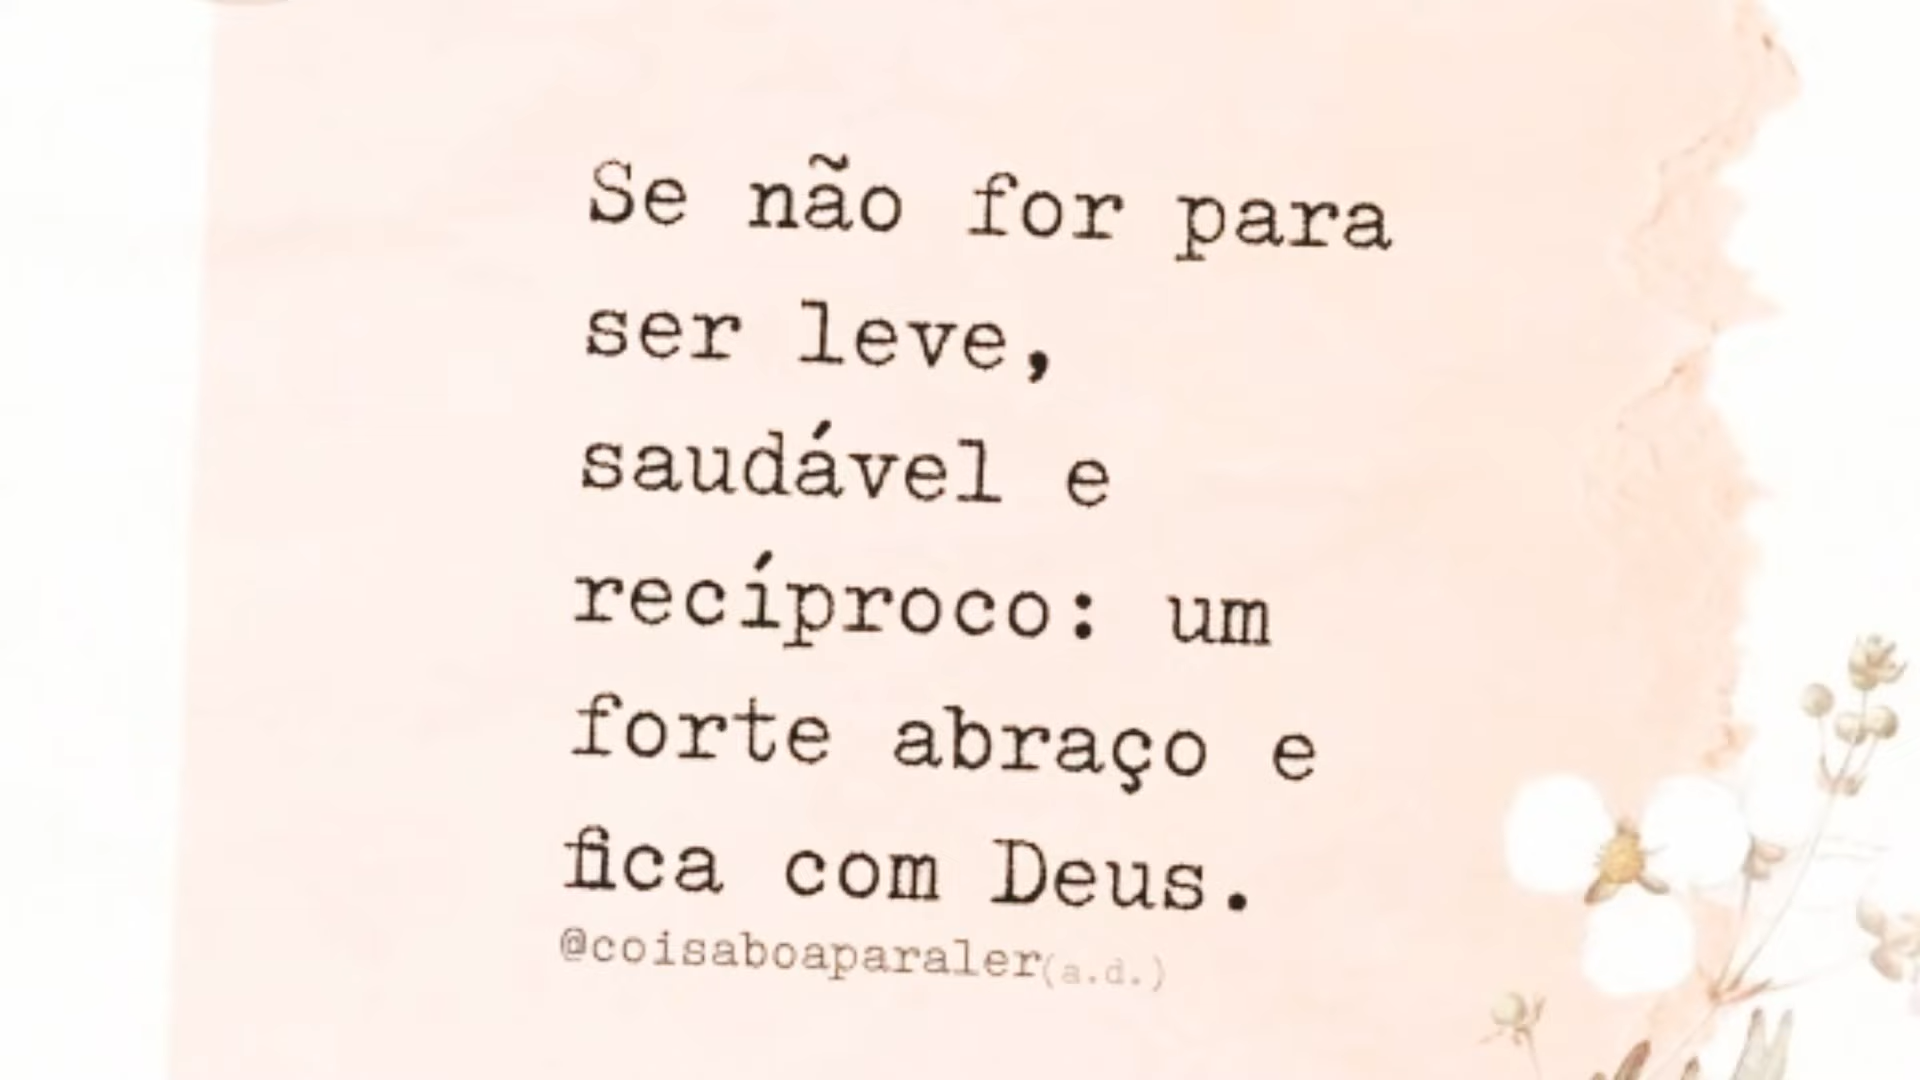 Se não for para
ser leve,
saudável e
recíproco: um
forte abraço e
fica com Deus.
@coisaboaparaler(a.d.)